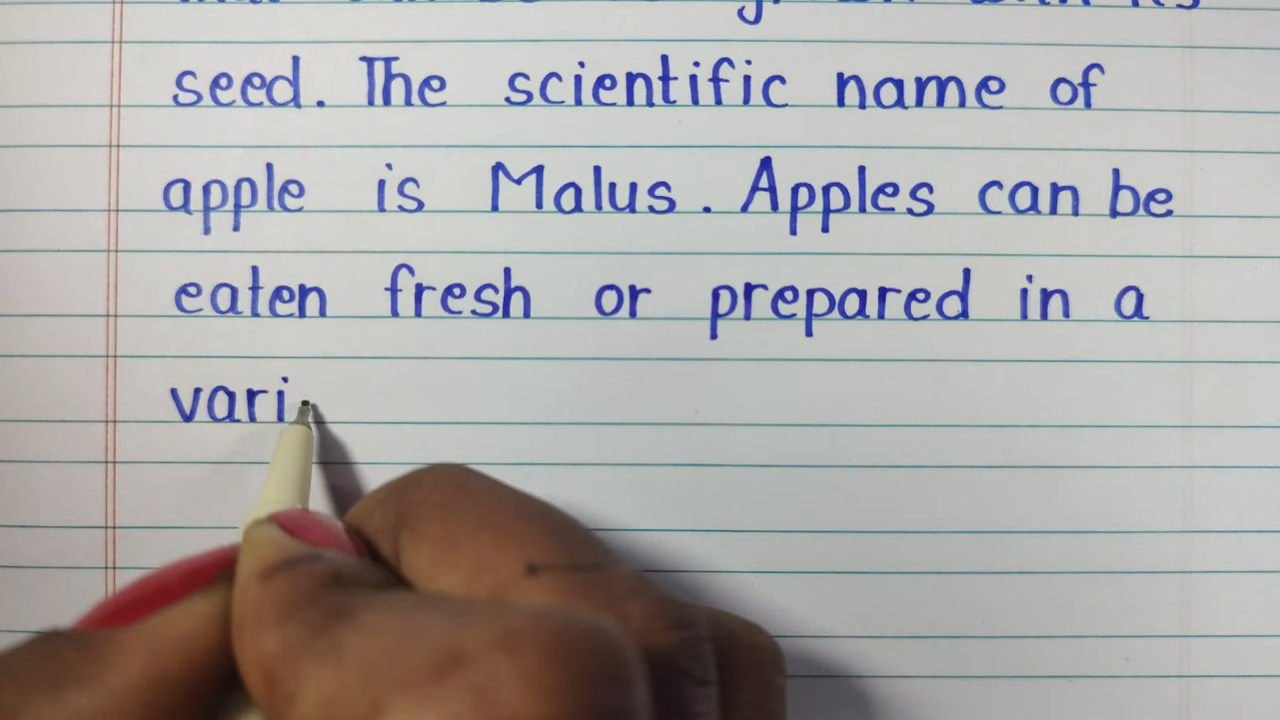 seed. The scientific name of
apple is Malus. Apples can be
eaten fresh or prepared in a
vari